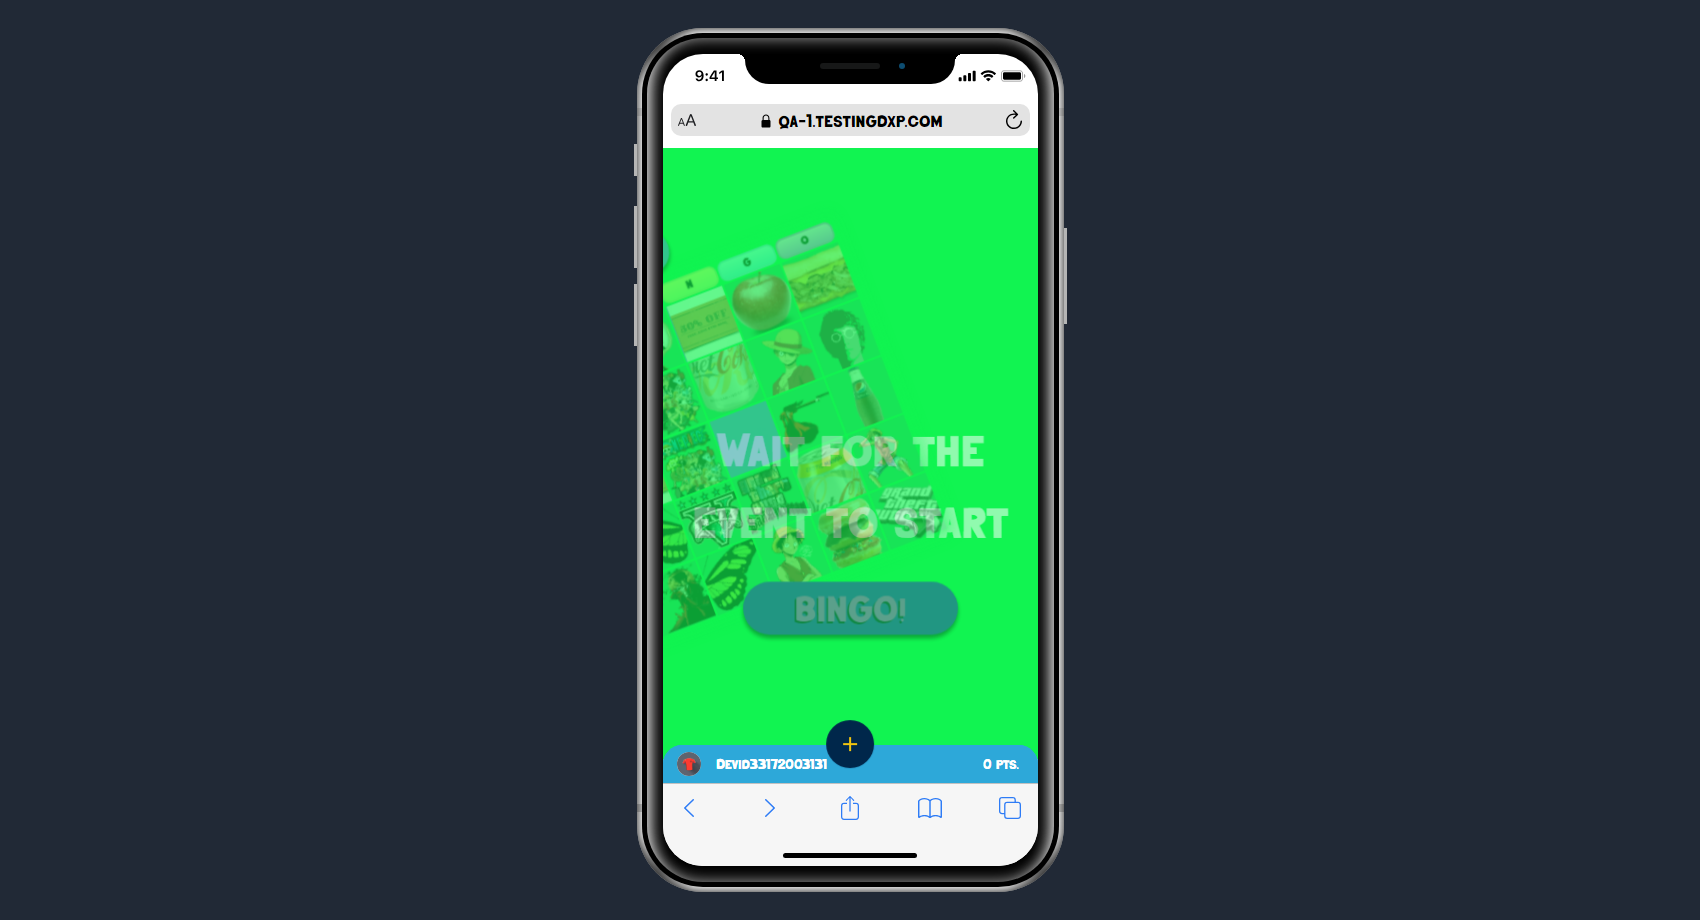 9:41
AA
QA-1.TESTINGDXP.COM
N G O
30% OFF
Wait for the
event to start
BINGO!
Devid33172003131
0 PTS.